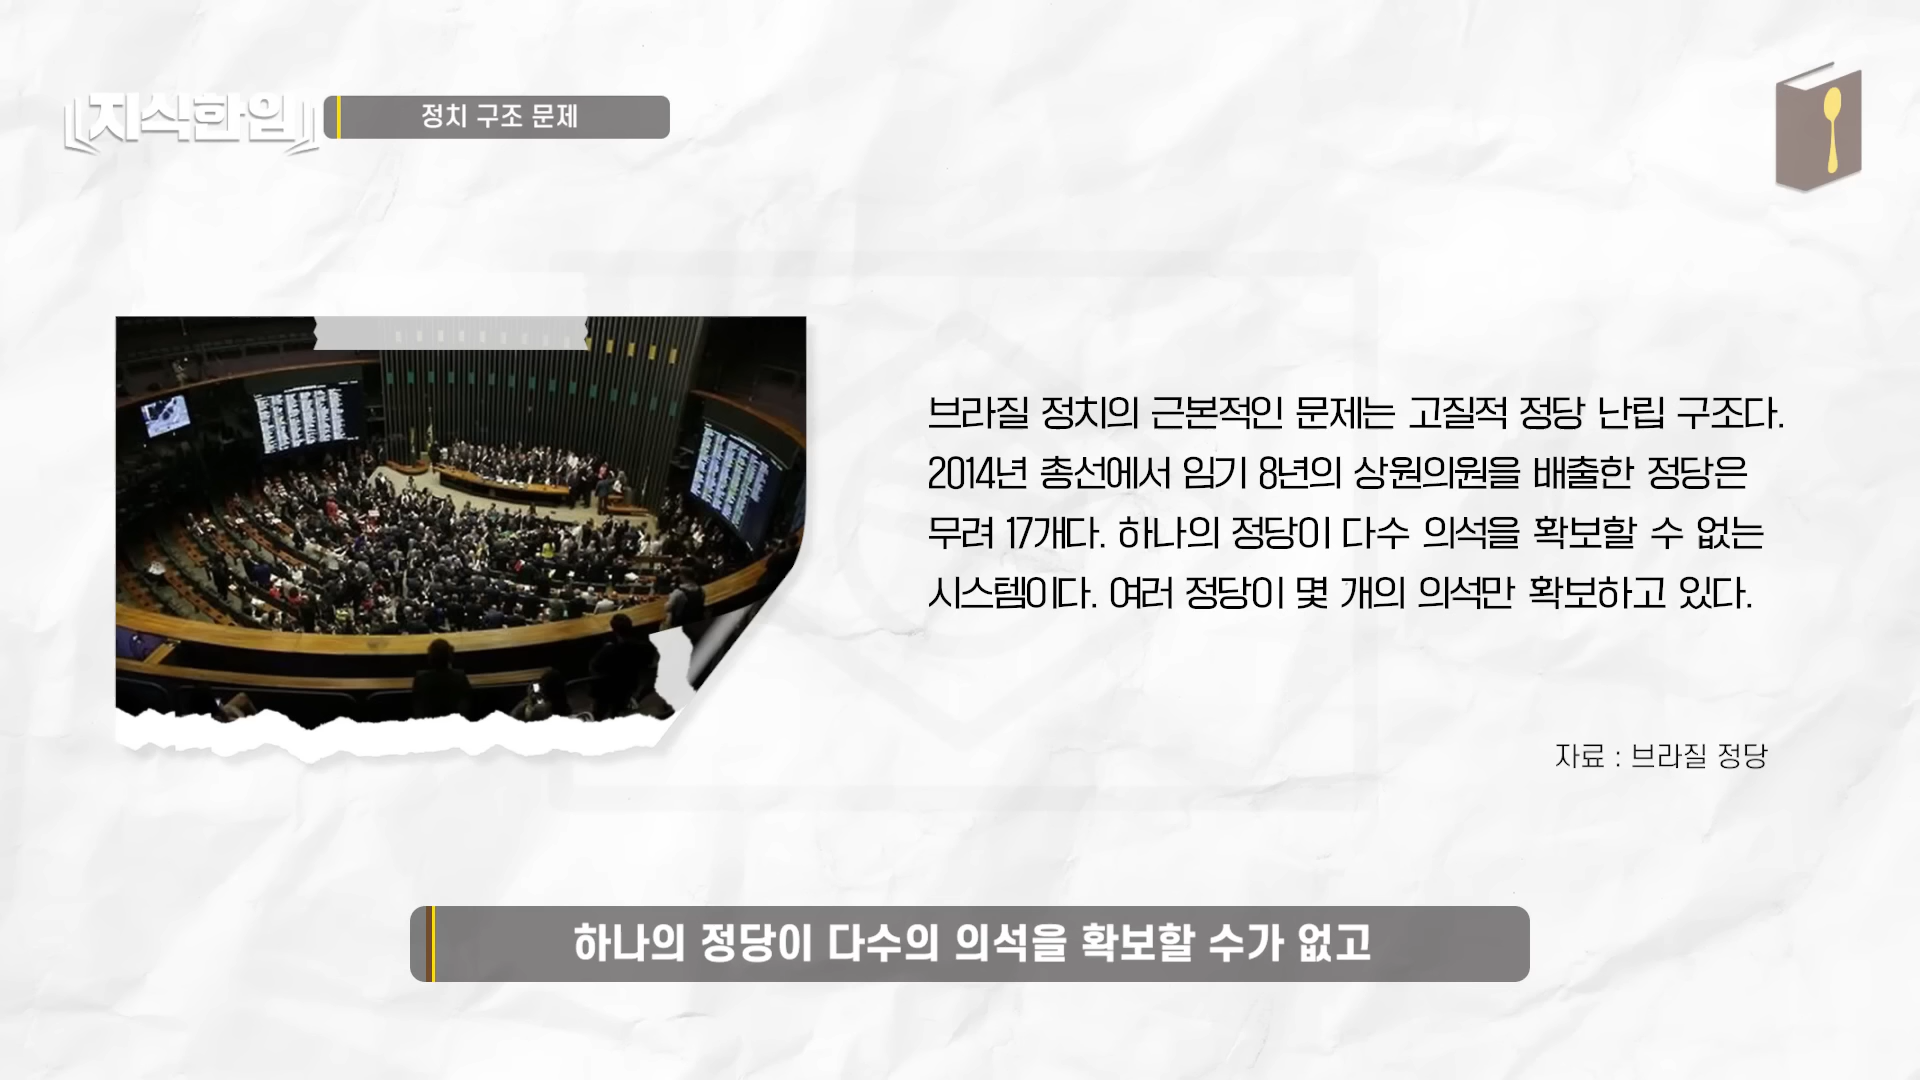 지식한입
정치 구조 문제
브라질 정치의 근본적인 문제는 고질적 정당 난립 구조다.
2014년 총선에서 임기 8년의 상원의원을 배출한 정당은
무려 17개다. 하나의 정당이 다수 의석을 확보할 수 없는
시스템이다. 여러 정당이 몇 개의 의석만 확보하고 있다.
자료 : 브라질 정당
하나의 정당이 다수의 의석을 확보할 수가 없고